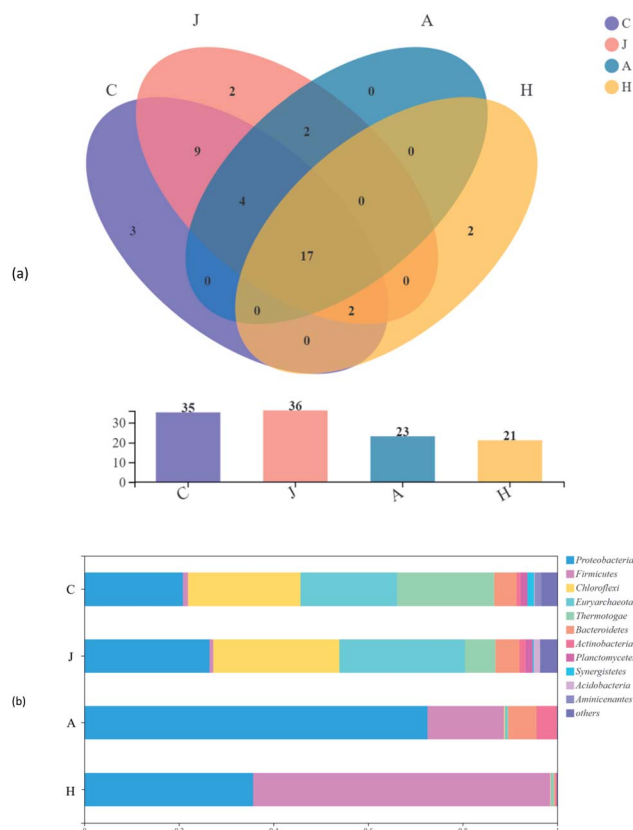 J
A
C
H
C
J
A
H
2
0
2
9
0
4
0
3
2
17
0
0
0
2
0
(a)
35
36
23
21
30
20
10
0
C
J
A
H
(b)
C
J
A
H
Proteobacteria
Firmicutes
Chloroflexi
Euryarchaeota
Thermotogae
Bacteroidetes
Actinobacteria
Planctomycetes
Synergistetes
Acidobacteria
Aminicenantes
others
0
1